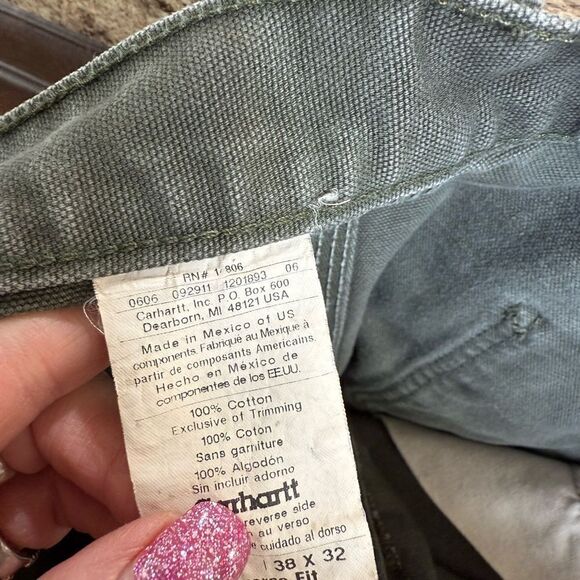 RN# 1 806
0606 092911 1201893 06
Carhartt, Inc P.O. Box 600
Dearborn, MI 48121 USA
Made in Mexico of US
components. Fabriqué au Mexique à
partir de composants Americains.
Hecho en México de
componentes de los EEUU.
100% Cotton
Exclusive of Trimming
100% Coton
Sans garniture
100% Algodón
Sin incluir adorno
Carhartt
reverse side
au verso
cuidado al dorso
38 X 32
Fit